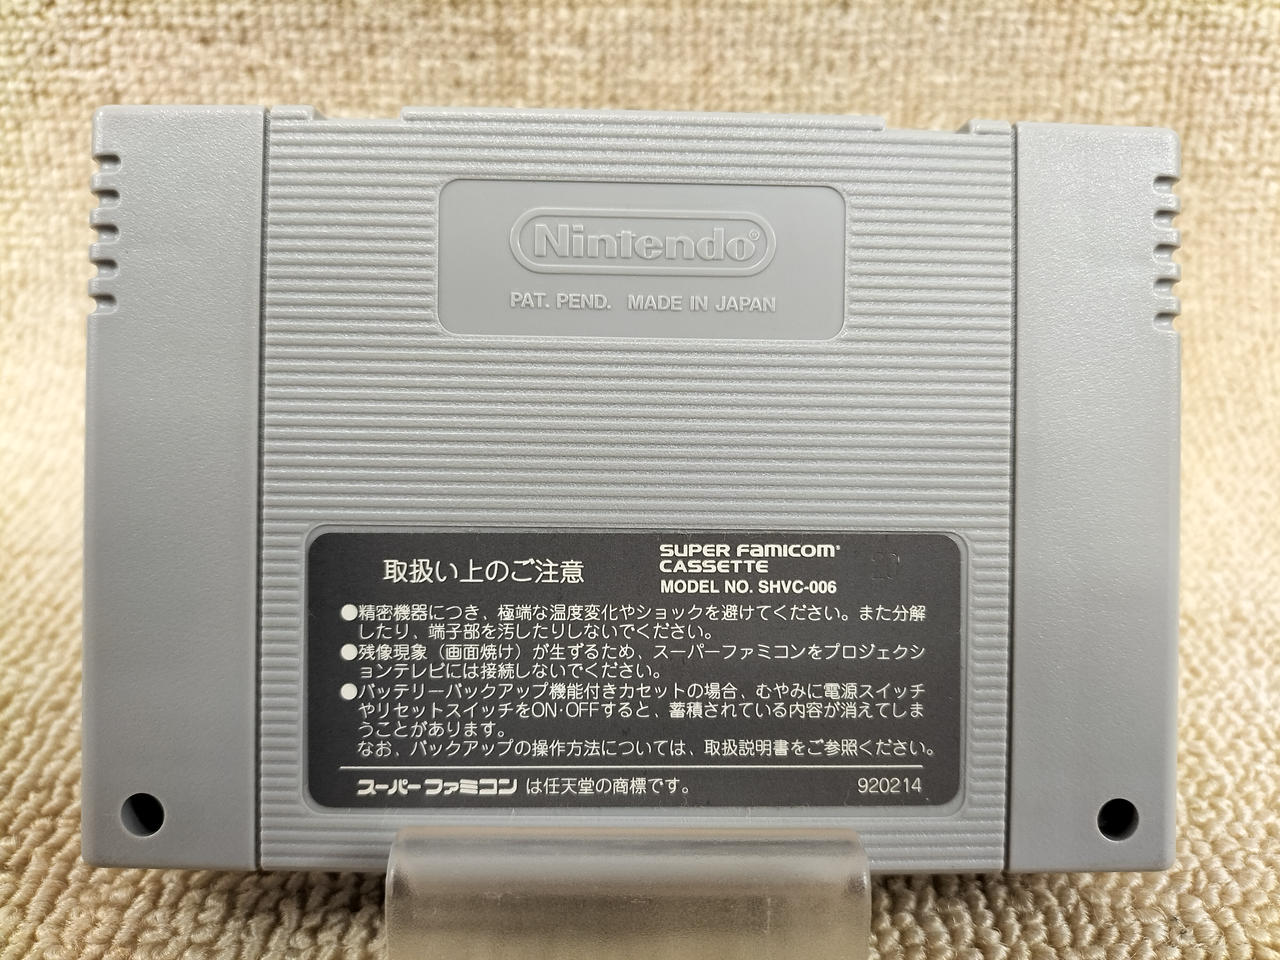 Nintendo®
PAT. PEND. MADE IN JAPAN
取扱い上のご注意
SUPER FAMICOM®
CASSETTE
MODEL NO. SHVC-006
20
●精密機器につき、極端な温度変化やショックを避けてください。また分解
したり、端子部を汚したりしないでください。
●残像現象（画面焼け）が生ずるため、スーパーファミコンをプロジェクシ
ョンテレビには接続しないでください。
●バッテリーバックアップ機能付きカセットの場合、むやみに電源スイッチ
やリセットスイッチをON・OFFすると、蓄積されている内容が消えてしま
うことがあります。
なお、バックアップの操作方法については、取扱説明書をご参照ください。
スーパーファミコン は任天堂の商標です。
920214